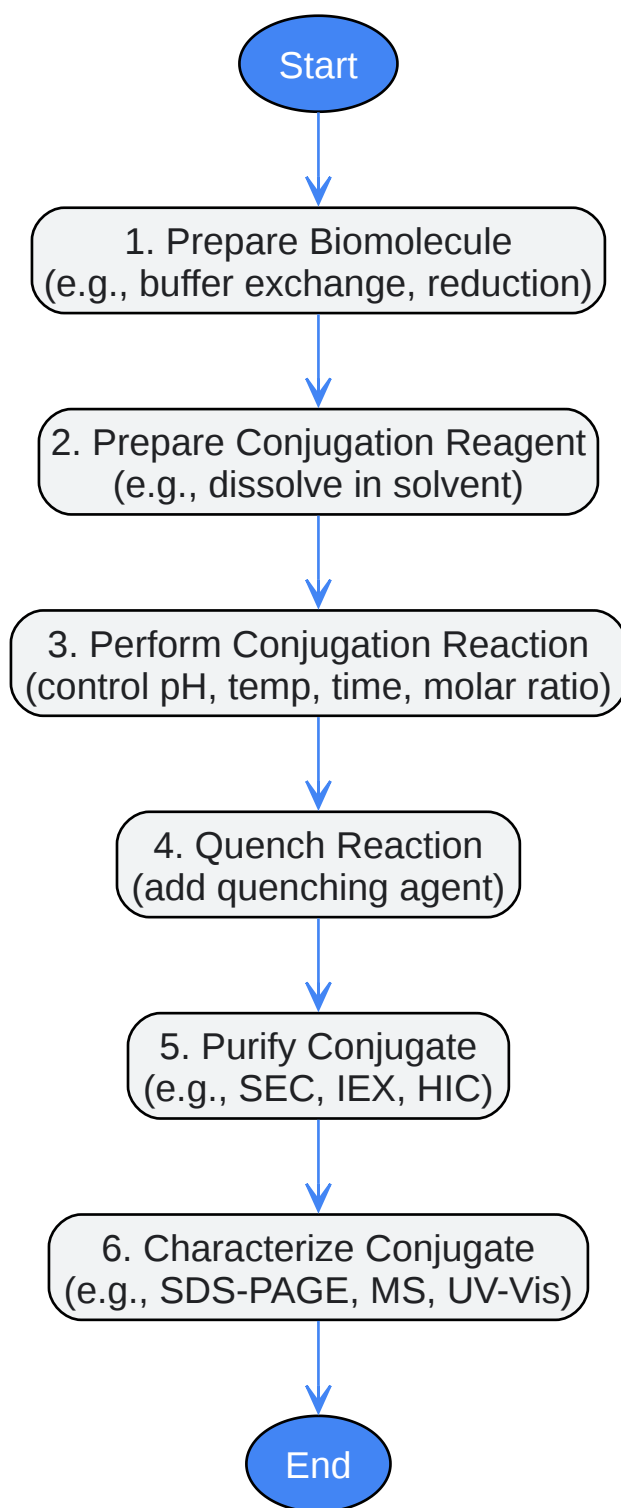 Start
1. Prepare Biomolecule
(e.g., buffer exchange, reduction)
2. Prepare Conjugation Reagent
(e.g., dissolve in solvent)
3. Perform Conjugation Reaction
(control pH, temp, time, molar ratio)
4. Quench Reaction
(add quenching agent)
5. Purify Conjugate
(e.g., SEC, IEX, HIC)
6. Characterize Conjugate
(e.g., SDS-PAGE, MS, UV-Vis)
End